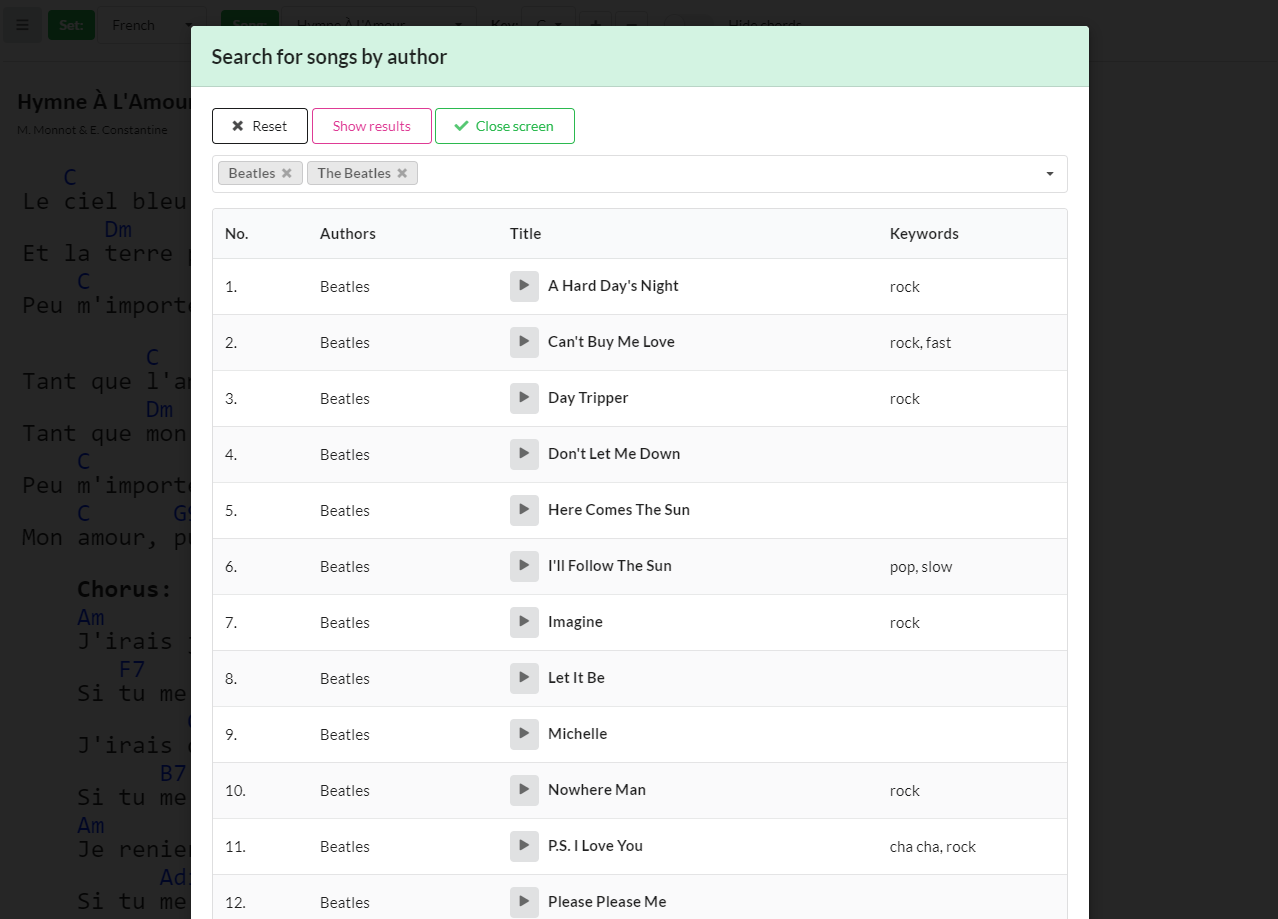 Set: French Song: Hymne À L'Amour Key: C Hide chords
Search for songs by author
Hymne À L'Amour
M. Monnot & E. Constantine
Reset Show results Close screen
Beatles The Beatles
C
Le ciel bleu
Dm
Et la terre
C
Peu m'importe
C
Tant que l'am
Dm
Tant que mon
C
Peu m'importe
C
Mon amour,
Chorus:
Am
J'irais
F7
Si tu me
J'irais
B7
Si tu me
Am
Je renier
Si tu me
No. Authors Title Keywords
1. Beatles A Hard Day's Night rock
2. Beatles Can't Buy Me Love rock, fast
3. Beatles Day Tripper rock
4. Beatles Don't Let Me Down
5. Beatles Here Comes The Sun
6. Beatles I'll Follow The Sun pop, slow
7. Beatles Imagine rock
8. Beatles Let It Be
9. Beatles Michelle
10. Beatles Nowhere Man rock
11. Beatles P.S. I Love You cha cha, rock
12. Beatles Please Please Me